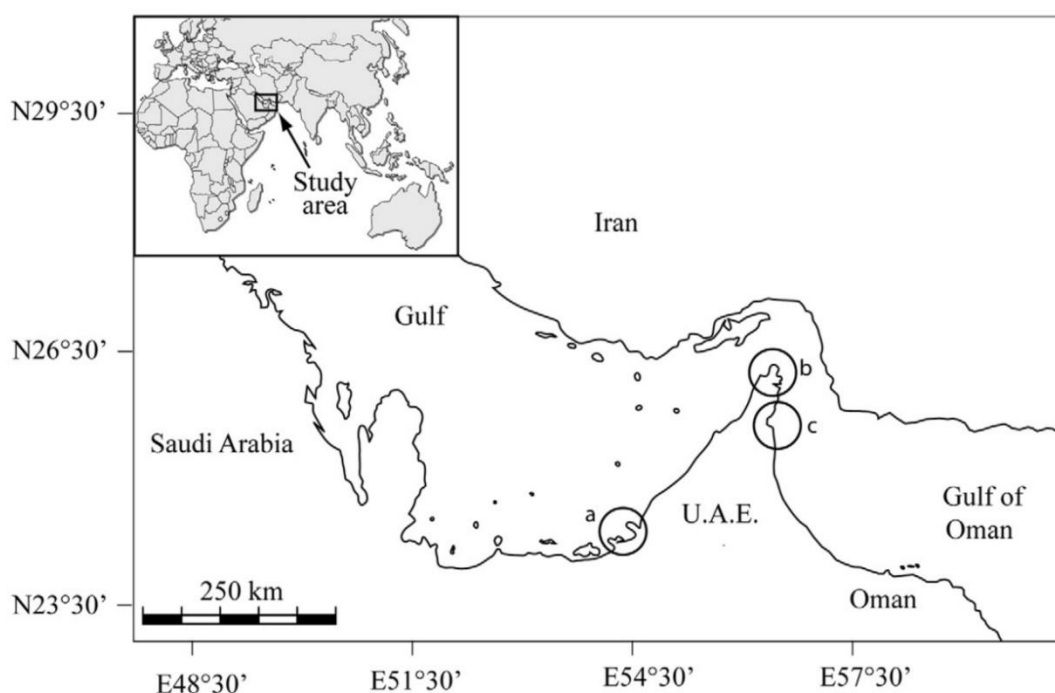 N29°30’
Study
area
Iran
Gulf
N26°30’
b
c
Saudi Arabia
a
U.A.E.
Gulf of
Oman
250 km
N23°30’
Oman
E48°30’
E51°30’
E54°30’
E57°30’